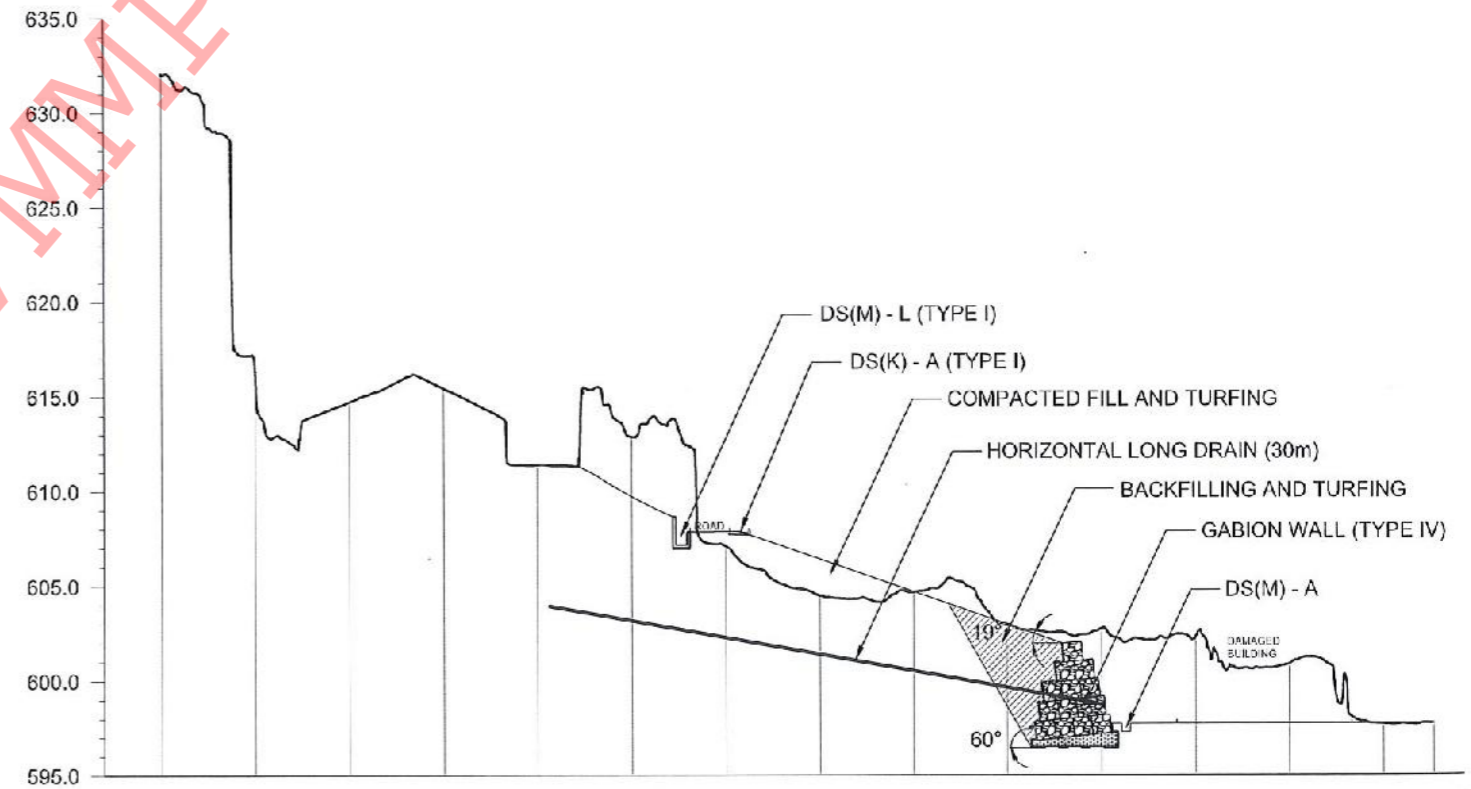 635.0
630.0
625.0
620.0
615.0
610.0
605.0
600.0
595.0
DS(M) - L (TYPE I)
DS(K) - A (TYPE I)
COMPACTED FILL AND TURFING
HORIZONTAL LONG DRAIN (30m)
BACKFILLING AND TURFING
GABION WALL (TYPE IV)
DS(M) - A
ROAD
19°
DAMAGED
BUILDING
60°